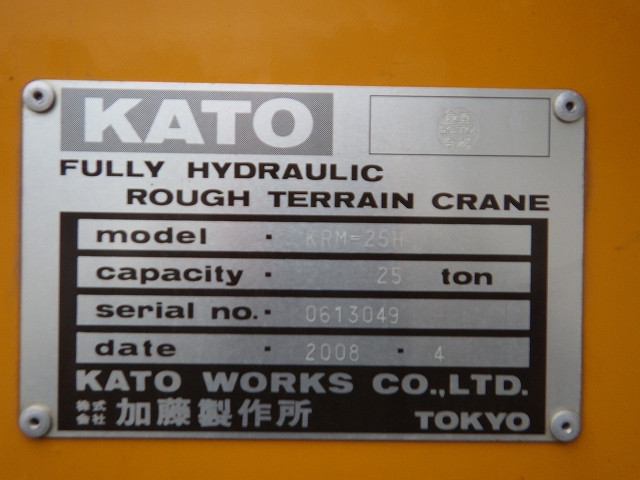 KATO
FULLY HYDRAULIC
ROUGH TERRAIN CRANE
model · KRM-25H
capacity · 25 ton
serial no. · 0613049
date · 2008 · 4
KATO WORKS CO.,LTD.
株式会社 加藤製作所 TOKYO